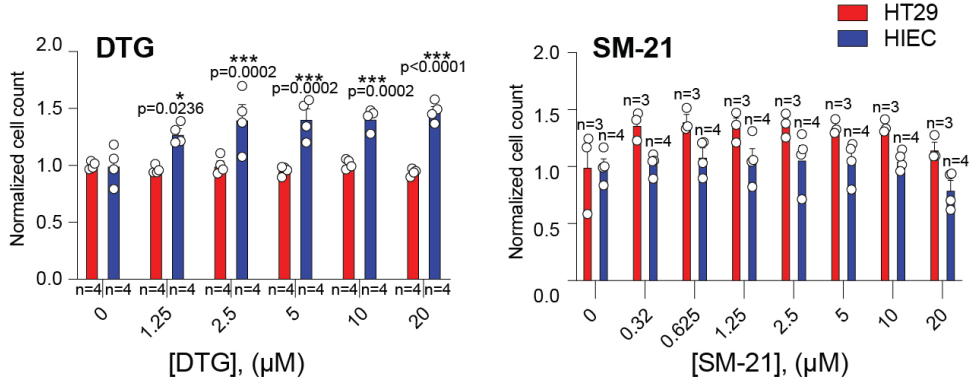 HT29
HIEC
DTG
Normalized cell count
2.0
1.5
1.0
0.5
0.0
*
p=0.0236
***
p=0.0002
***
p=0.0002
***
p=0.0002
***
p<0.0001
n=4 n=4 n=4 n=4 n=4 n=4 n=4 n=4 n=4 n=4 n=4 n=4
0 1.25 2.5 5 10 20
[DTG], (µM)
SM-21
Normalized cell count
2.0
1.5
1.0
0.5
0.0
n=3 n=4 n=3 n=4 n=3 n=4 n=3 n=4 n=3 n=4 n=3 n=4 n=3 n=4 n=3 n=4
0 0.32 0.625 1.25 2.5 5 10 20
[SM-21], (µM)